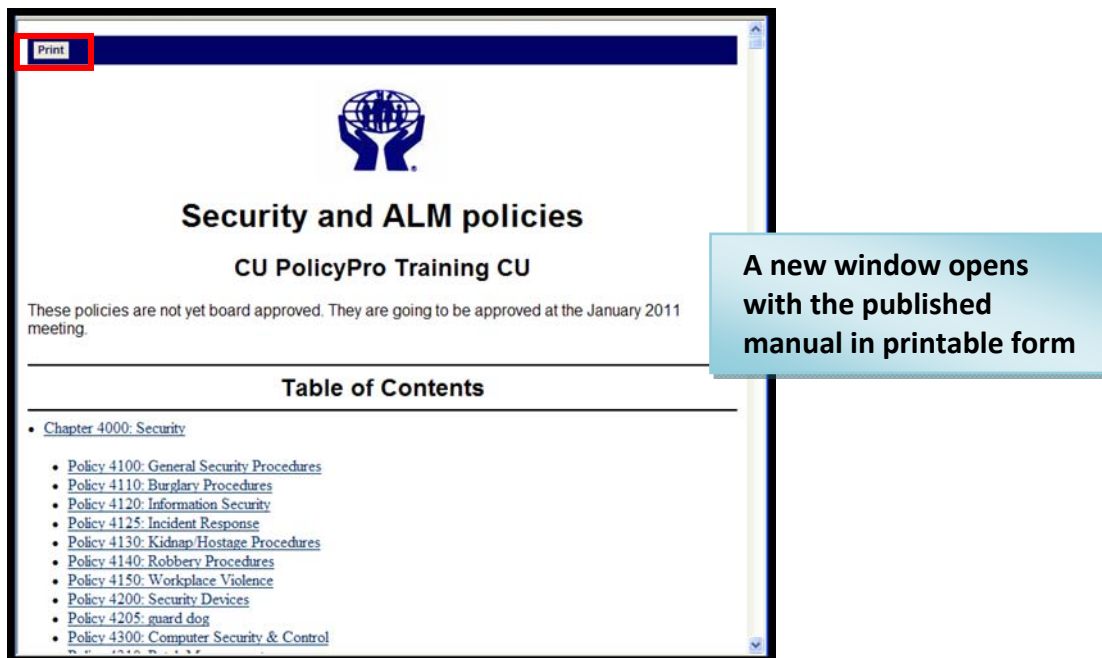 Print
Security and ALM policies
CU PolicyPro Training CU
These policies are not yet board approved. They are going to be approved at the January 2011
meeting.
Table of Contents
• Chapter 4000: Security
• Policy 4100: General Security Procedures
• Policy 4110: Burglary Procedures
• Policy 4120: Information Security
• Policy 4125: Incident Response
• Policy 4130: Kidnap/Hostage Procedures
• Policy 4140: Robbery Procedures
• Policy 4150: Workplace Violence
• Policy 4200: Security Devices
• Policy 4205: guard dog
• Policy 4300: Computer Security & Control
A new window opens
with the published
manual in printable form